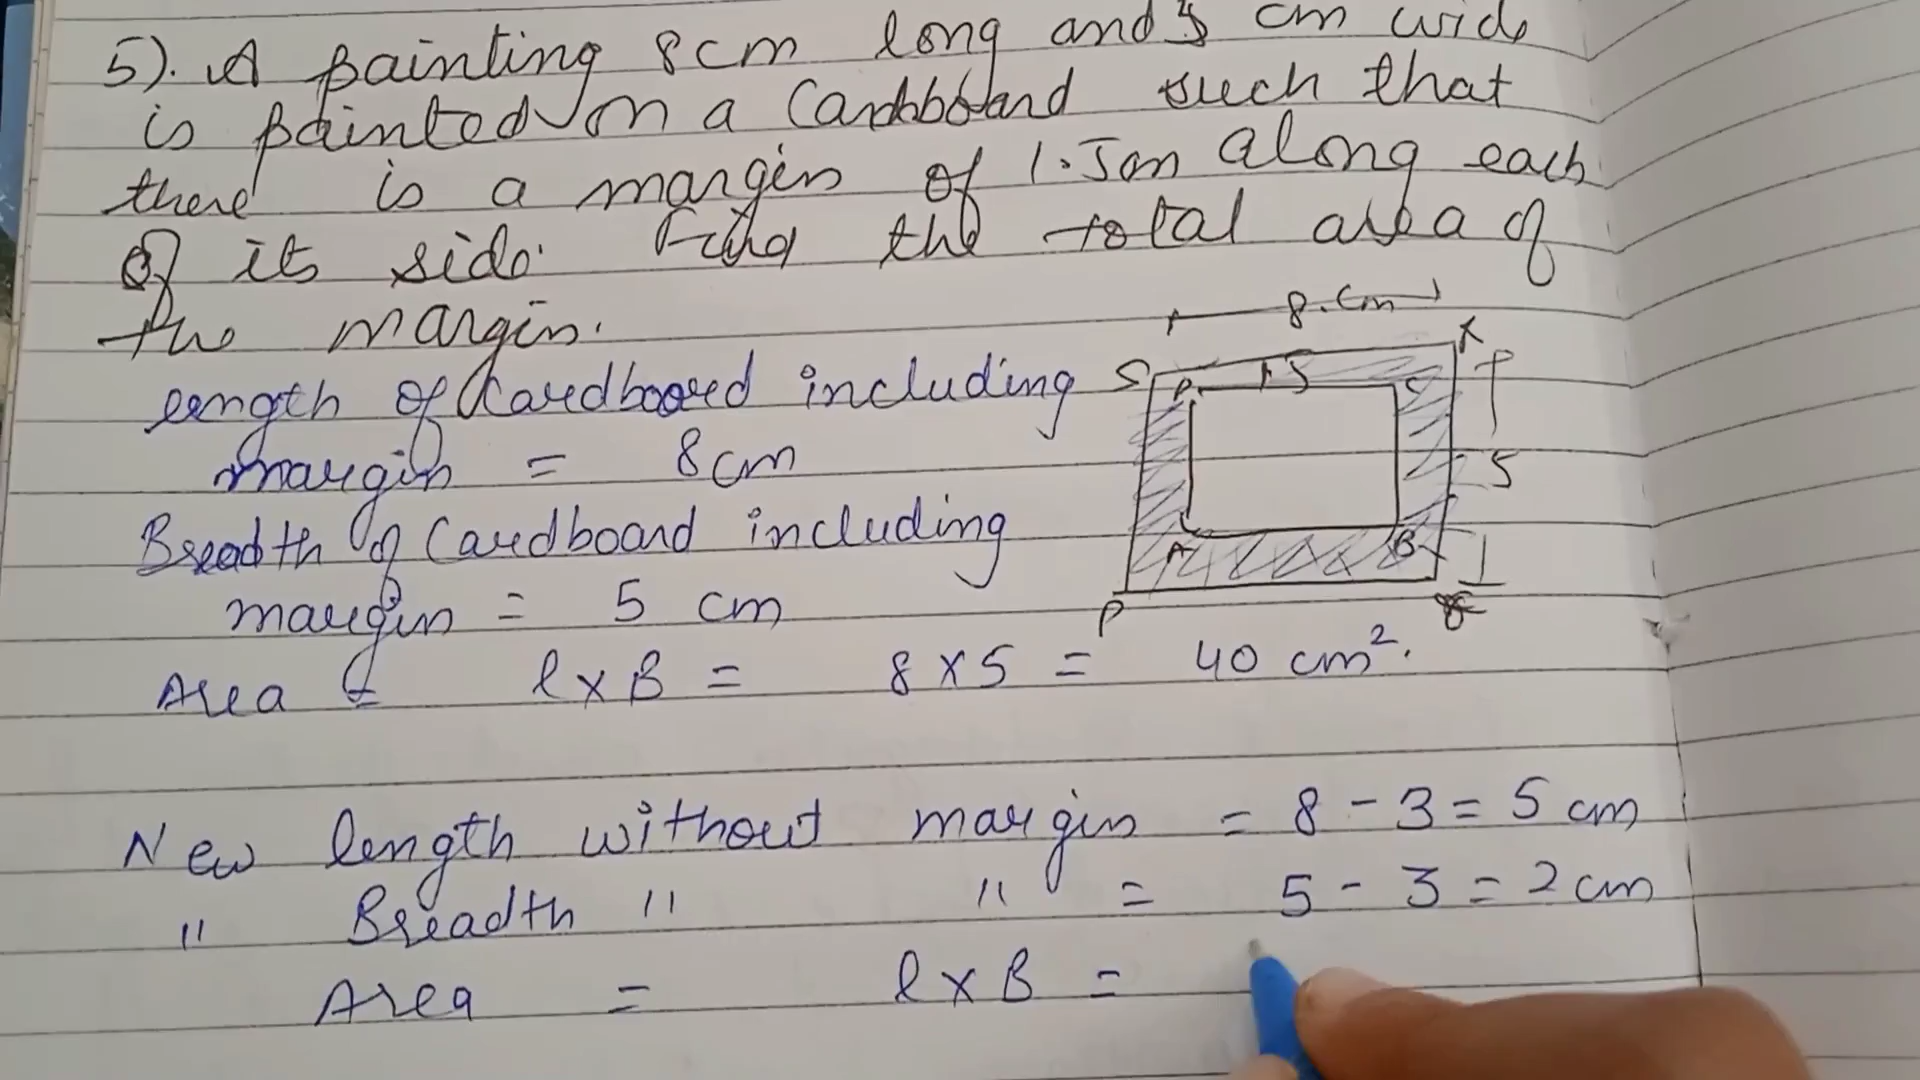 5). A painting 8cm long and 5 cm wide
is painted on a Cardboard such that
there is a margin of 1.5cm along each
of its side. Find the total area of
the margin.
8.cm
length of Cardboard including
margin = 8cm
S 1.5 C
5
Breadth of Cardboard including
margin = 5 cm
A B
P
Area = l x B = 8 x 5 = 40 cm².
New length without margin = 8 - 3 = 5 cm
" Breadth " " = 5 - 3 = 2 cm
Area = l x B =